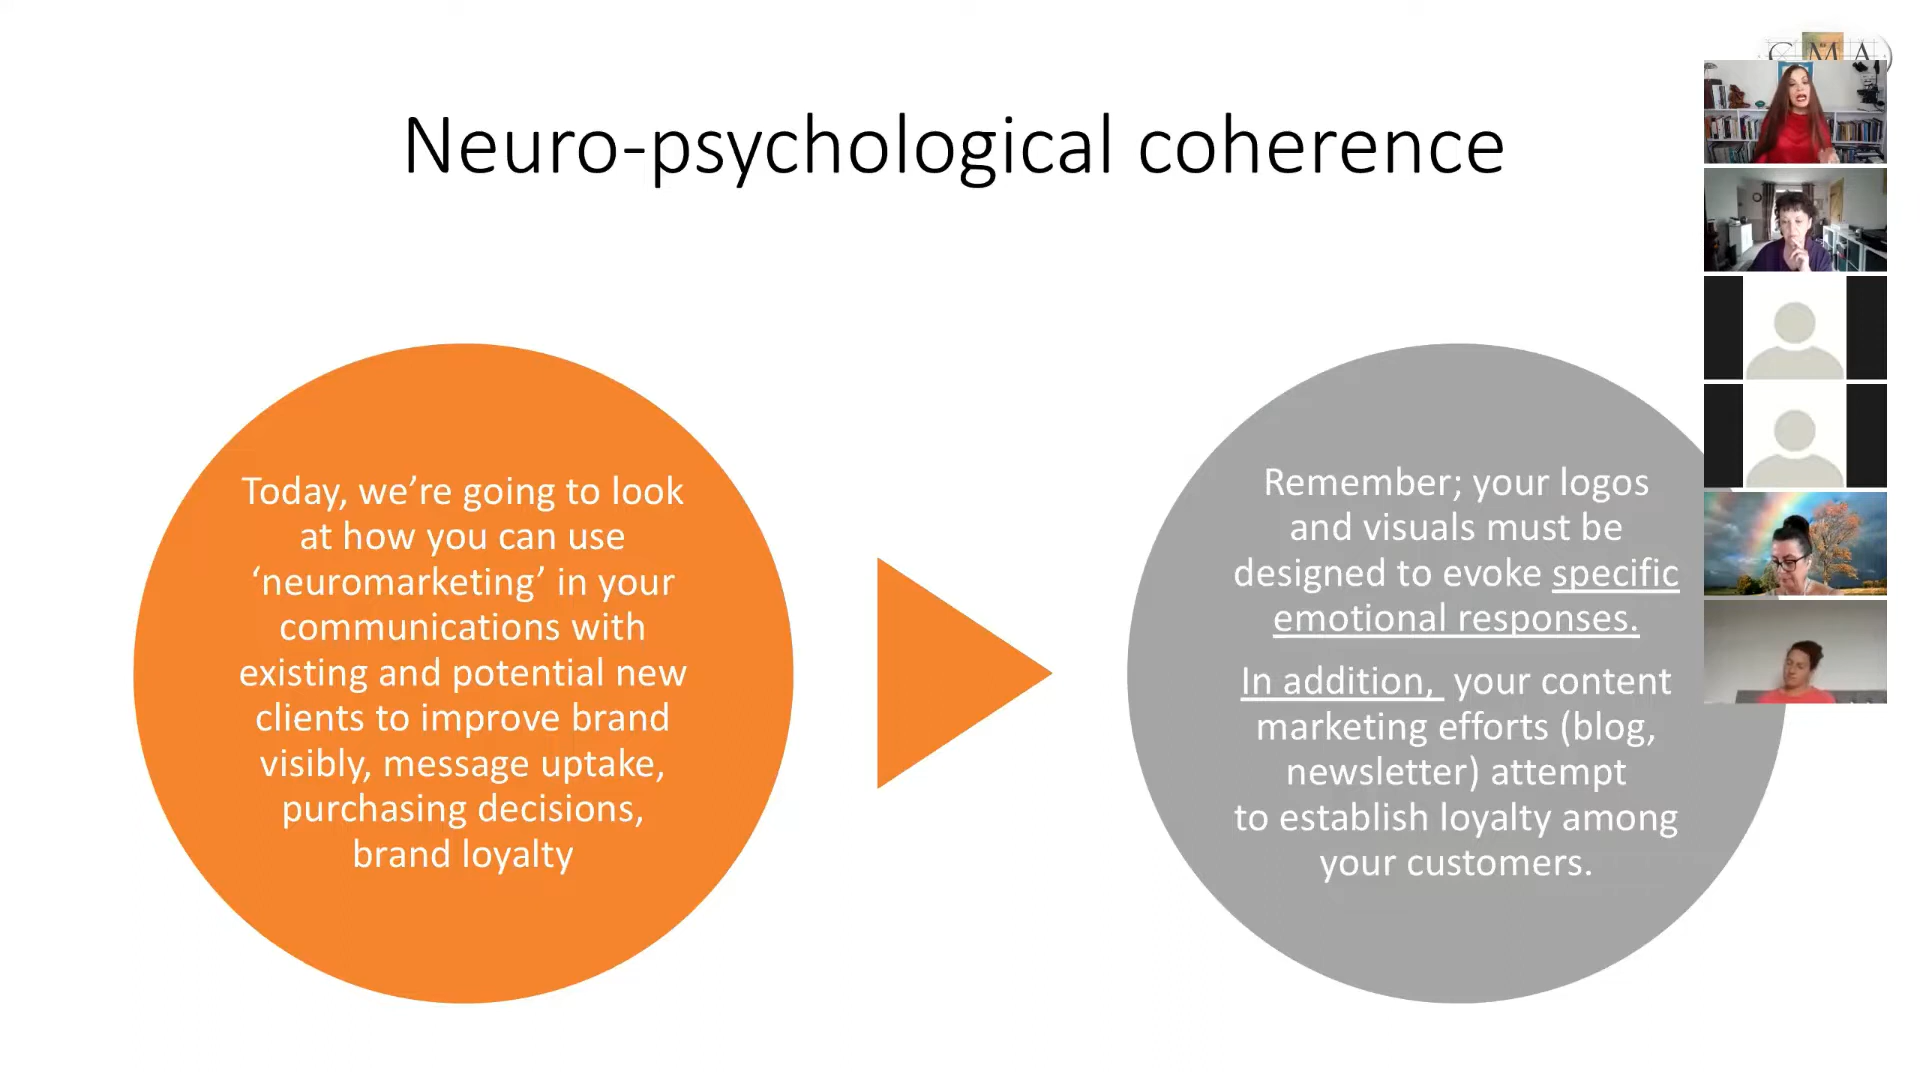 CMA
Neuro-psychological coherence
Today, we’re going to look
at how you can use
‘neuromarketing’ in your
communications with
existing and potential new
clients to improve brand
visibly, message uptake,
purchasing decisions,
brand loyalty
Remember; your logos
and visuals must be
designed to evoke specific
emotional responses.
In addition, your content
marketing efforts (blog,
newsletter) attempt
to establish loyalty among
your customers.